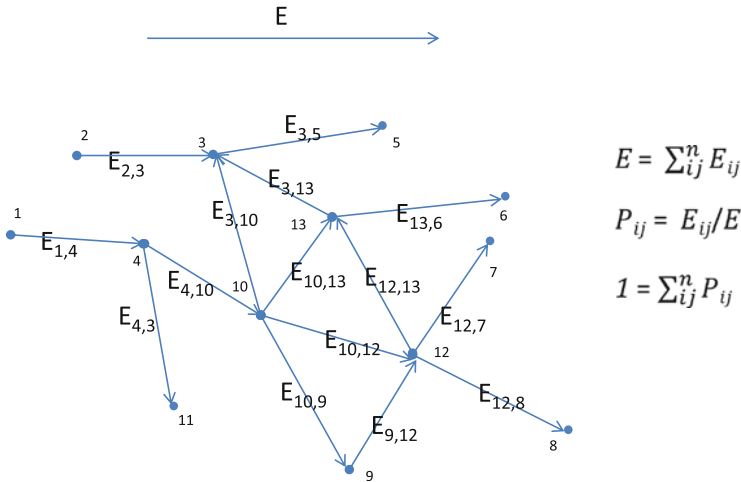 E
E3,5
2
3
5
E2,3
E3,13
E = ∑ⁿᵢⱼ Eᵢⱼ
1
E3,10
13
E13,6
6
Pᵢⱼ = Eᵢⱼ/E
E1,4
4
E4,10
10
E10,13
E12,13
7
1 = ∑ⁿᵢⱼ Pᵢⱼ
E4,3
E10,12
E12,7
12
E10,9
E12,8
11
E9,12
8
9